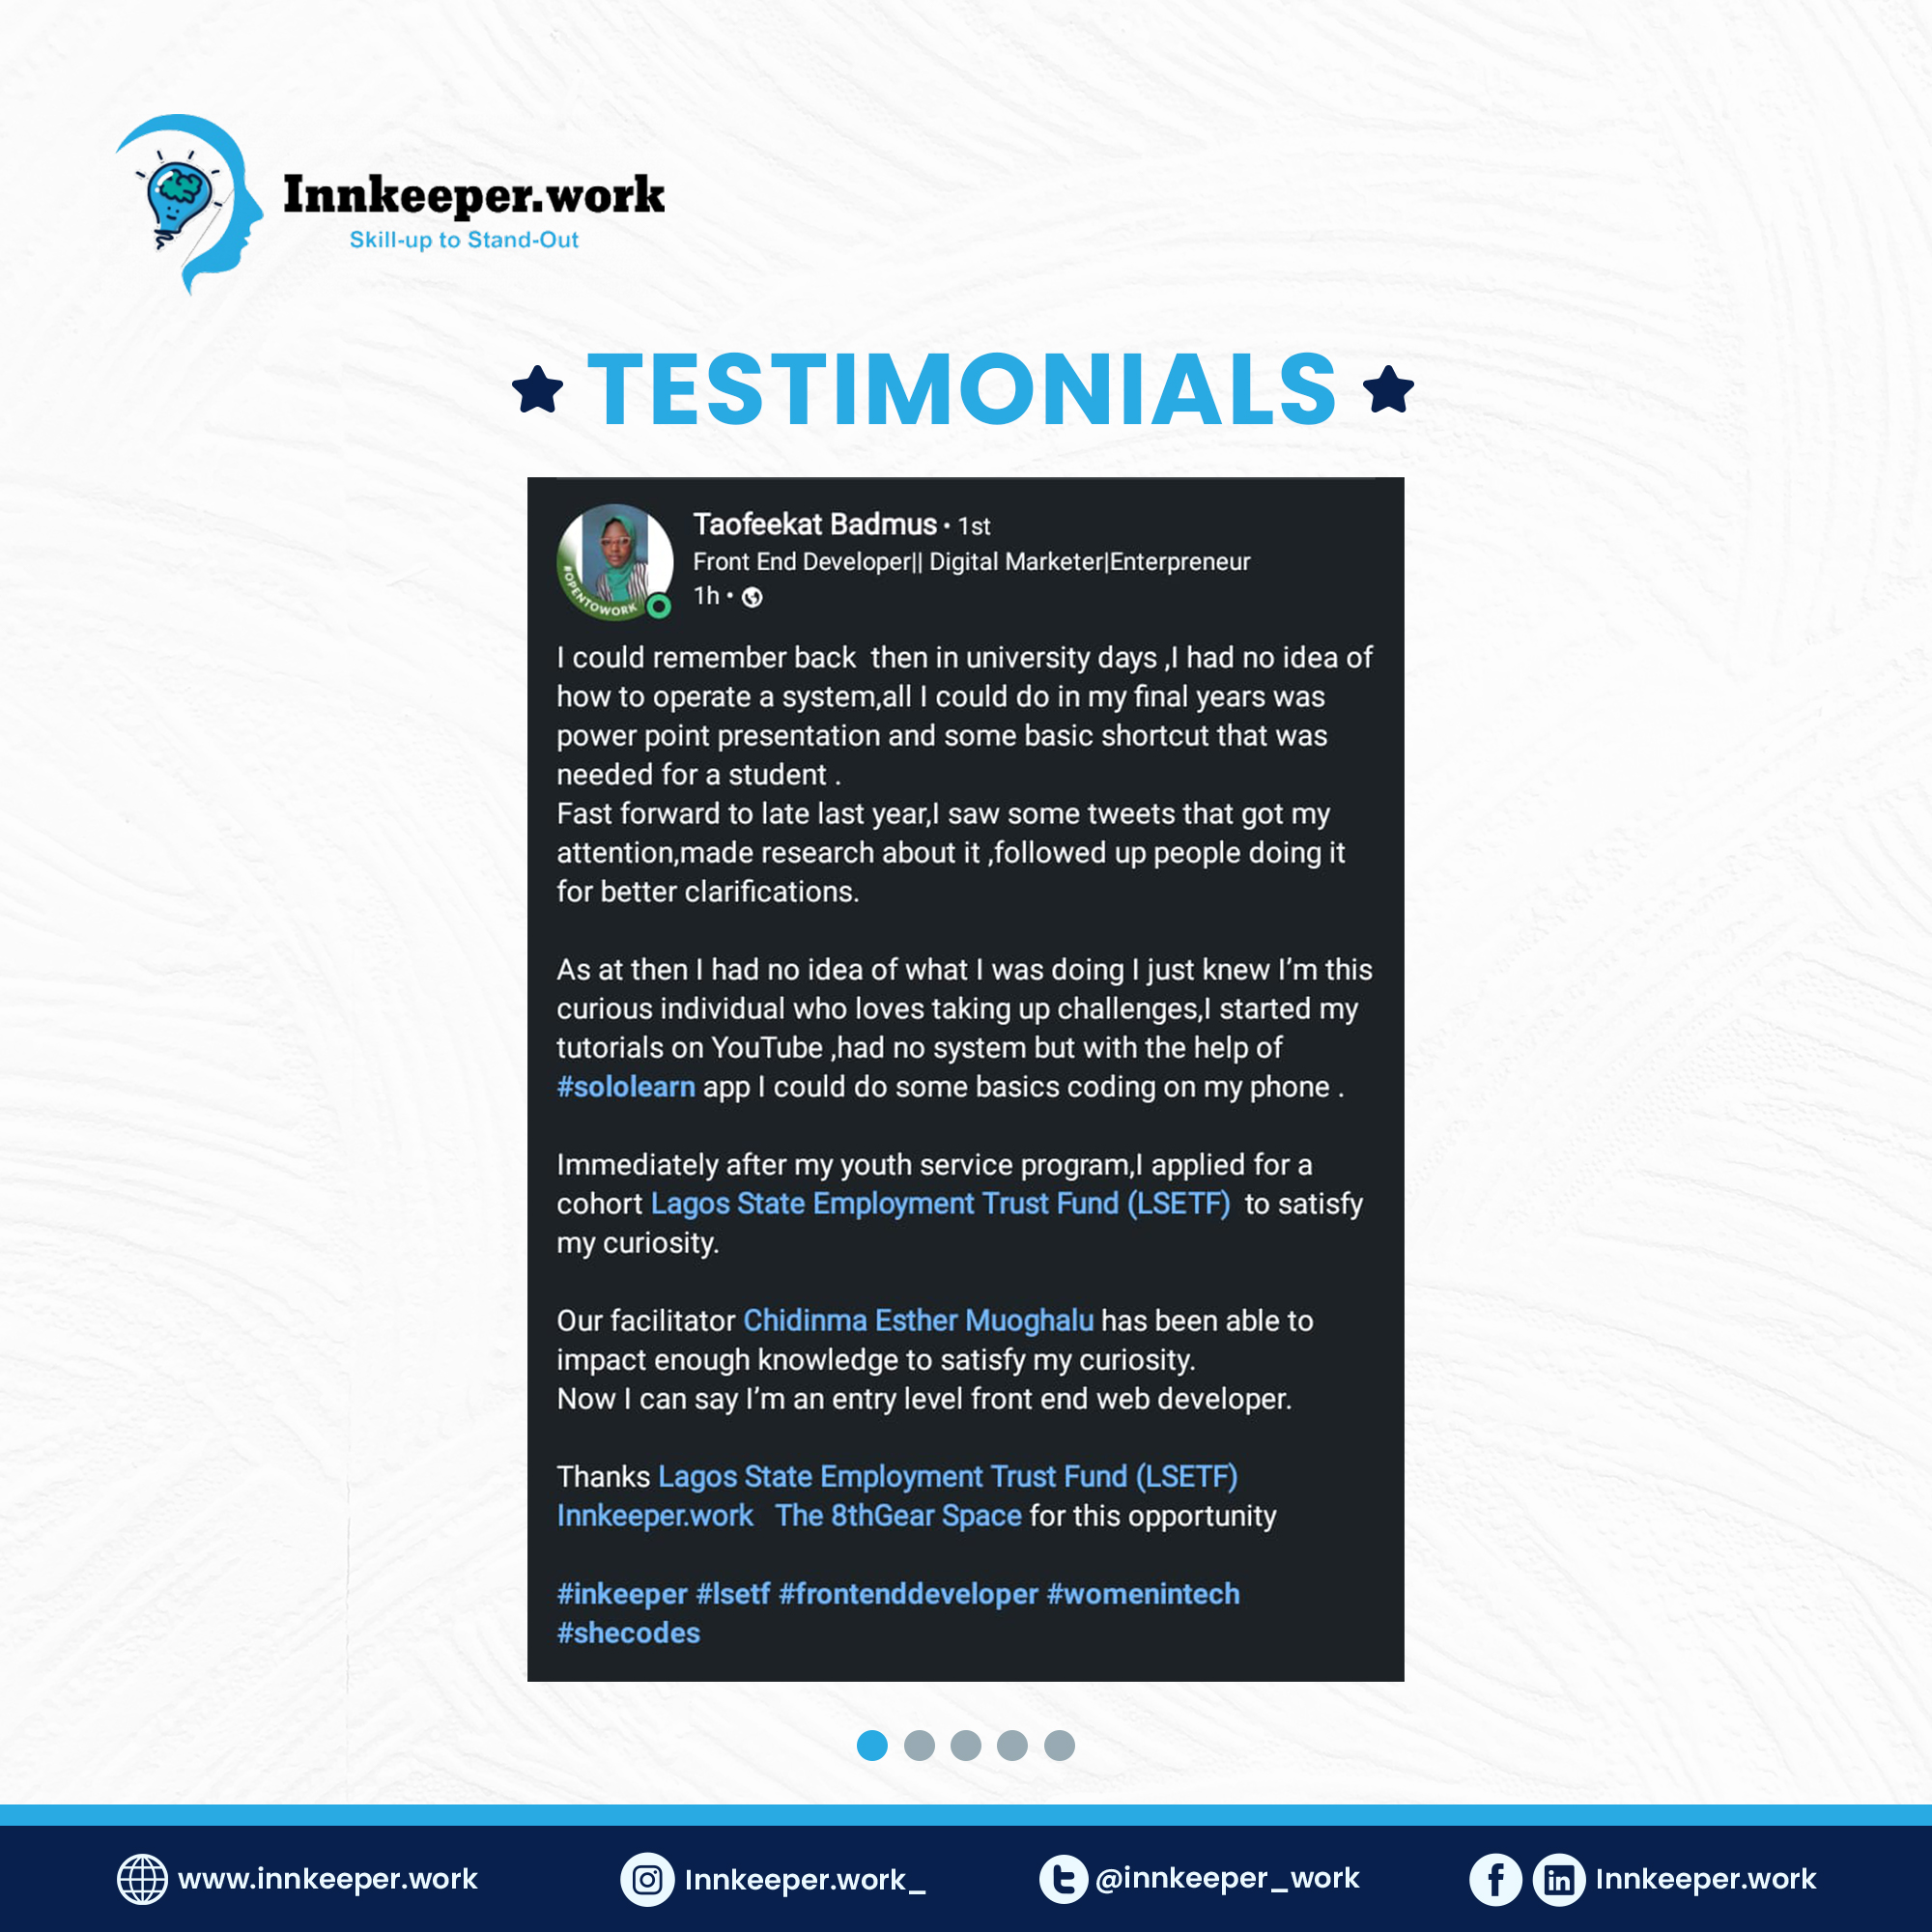 Innkeeper.work
Skill-up to Stand-Out
TESTIMONIALS
#OPENTOWORK
Taofeekat Badmus • 1st
Front End Developer|| Digital Marketer|Enterpreneur
1h •
I could remember back  then in university days ,I had no idea of
how to operate a system,all I could do in my final years was
power point presentation and some basic shortcut that was
needed for a student .
Fast forward to late last year,I saw some tweets that got my
attention,made research about it ,followed up people doing it
for better clarifications.
As at then I had no idea of what I was doing I just knew I’m this
curious individual who loves taking up challenges,I started my
tutorials on YouTube ,had no system but with the help of
#sololearn app I could do some basics coding on my phone .
Immediately after my youth service program,I applied for a
cohort Lagos State Employment Trust Fund (LSETF)  to satisfy
my curiosity.
Our facilitator Chidinma Esther Muoghalu has been able to
impact enough knowledge to satisfy my curiosity.
Now I can say I’m an entry level front end web developer.
Thanks Lagos State Employment Trust Fund (LSETF)
Innkeeper.work   The 8thGear Space for this opportunity
#inkeeper #lsetf #frontenddeveloper #womenintech
#shecodes
www.innkeeper.work
Innkeeper.work_
@innkeeper_work
Innkeeper.work